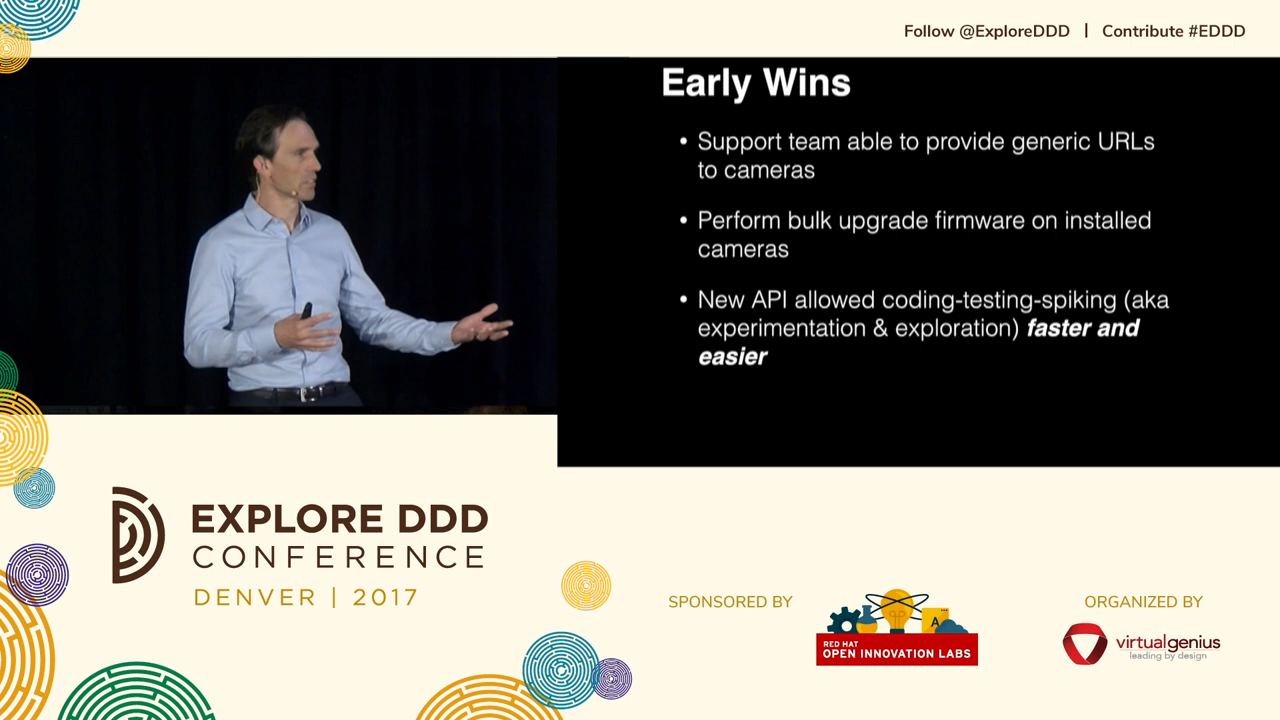 Follow @ExploreDDD | Contribute #EDDD
Early Wins
• Support team able to provide generic URLs
to cameras
• Perform bulk upgrade firmware on installed
cameras
• New API allowed coding-testing-spiking (aka
experimentation & exploration) faster and
easier
EXPLORE DDD
CONFERENCE
DENVER | 2017
SPONSORED BY
RED HAT
OPEN INNOVATION LABS
A
ORGANIZED BY
virtualgenius
leading by design